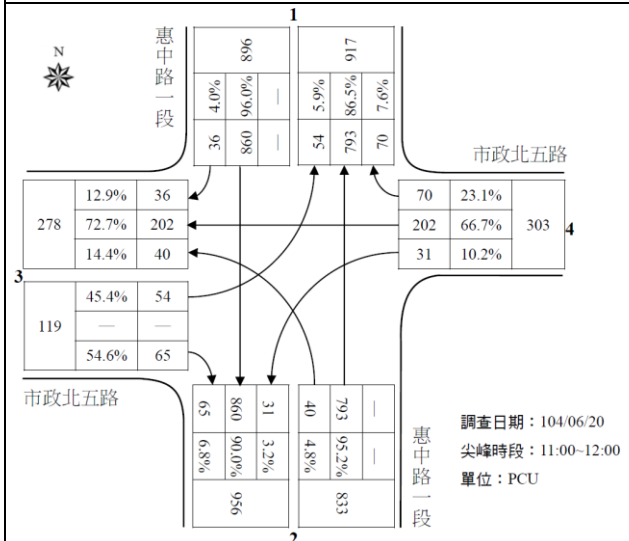 1
N
惠中路一段
896
4.0% 96.0% —
36 860 —
917
5.9% 86.5% 7.6%
54 793 70
市政北五路
278
12.9% 36
72.7% 202
14.4% 40
70 23.1%
202 66.7%
31 10.2%
303
4
3
119
45.4% 54
— —
54.6% 65
市政北五路
65 860 31
6.8% 90.0% 3.2%
956
40 793 —
4.8% 95.2% —
833
惠中路一段
調查日期：104/06/20
尖峰時段：11:00~12:00
單位：PCU
2